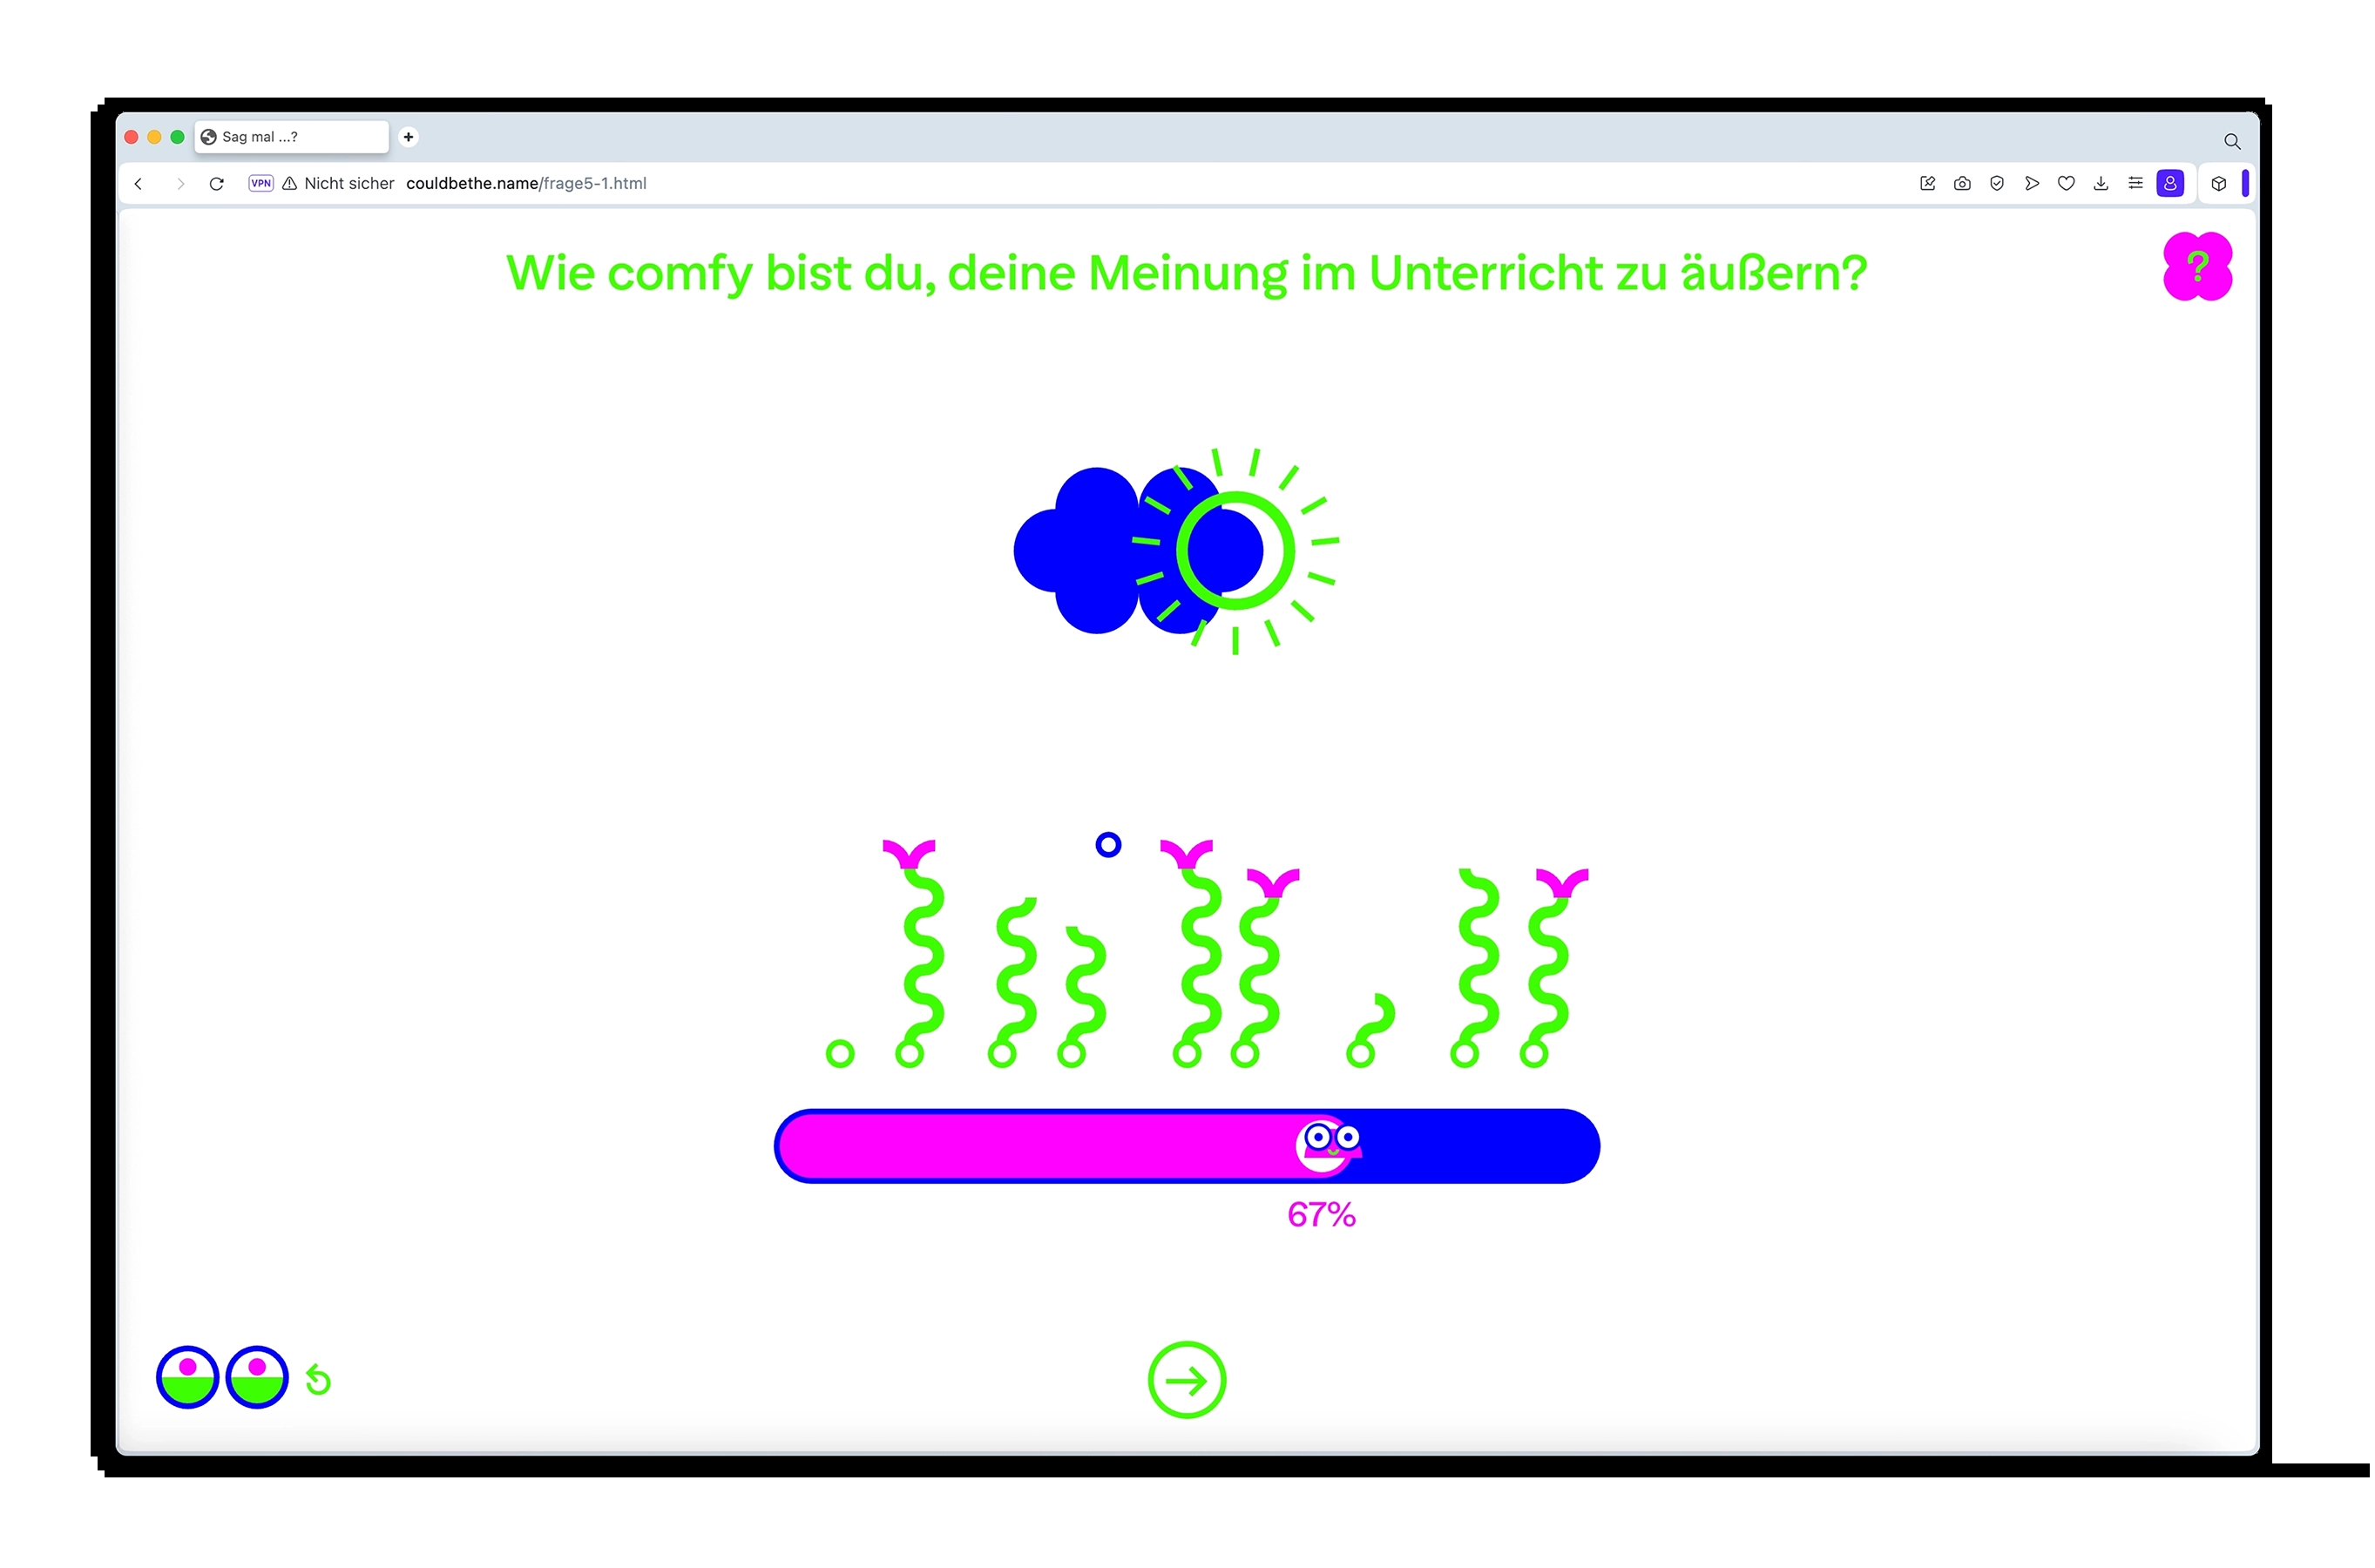 Sag mal ...?
VPN Nicht sicher couldbethe.name/frage5-1.html
Wie comfy bist du, deine Meinung im Unterricht zu äußern?
?
67%